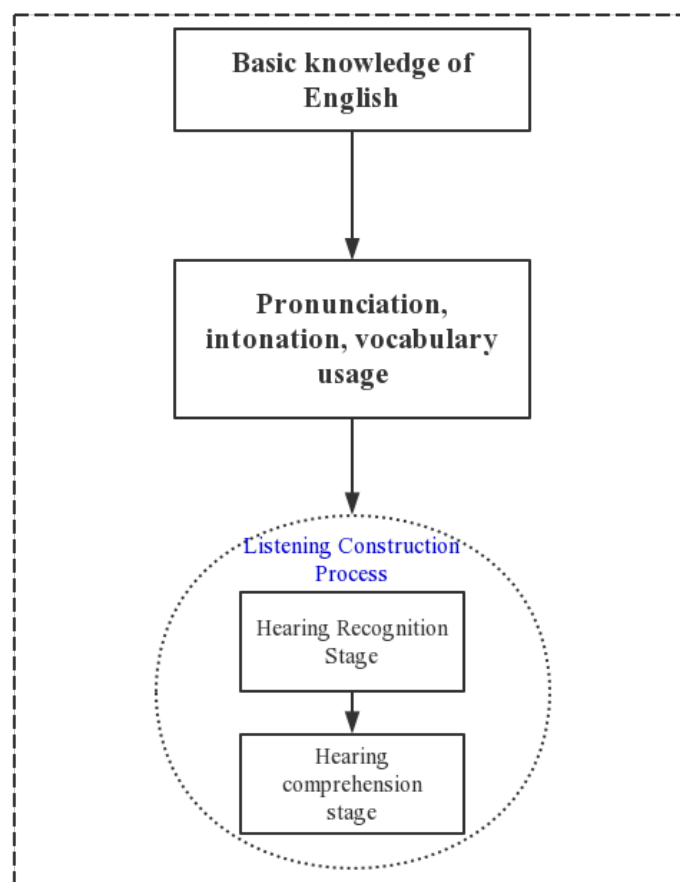 Basic knowledge of
English
Pronunciation,
intonation, vocabulary
usage
Listening Construction
Process
Hearing Recognition
Stage
Hearing
comprehension
stage